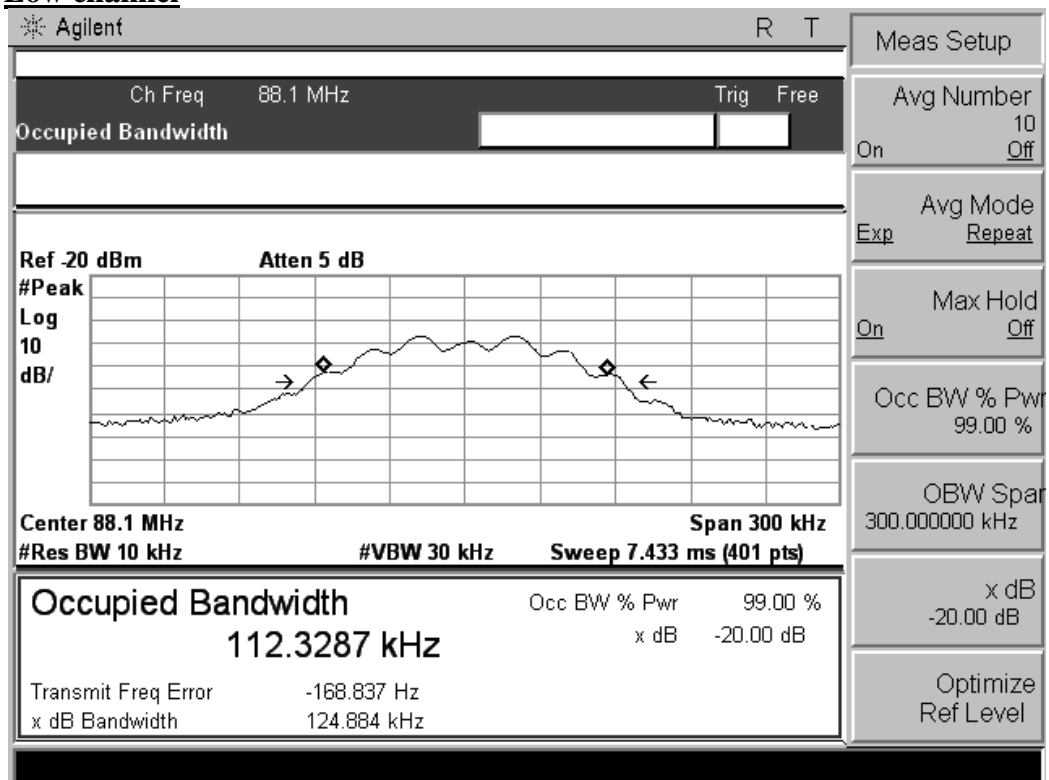 Low channel
Agilent R T
Ch Freq 88.1 MHz Trig Free
Occupied Bandwidth
Ref -20 dBm Atten 5 dB
#Peak
Log
10
dB/
Center 88.1 MHz Span 300 kHz
#Res BW 10 kHz #VBW 30 kHz Sweep 7.433 ms (401 pts)
Occupied Bandwidth
112.3287 kHz
Occ BW % Pwr 99.00 %
x dB -20.00 dB
Transmit Freq Error -168.837 Hz
x dB Bandwidth 124.884 kHz
Meas Setup
Avg Number
10
On Off
Avg Mode
Exp Repeat
Max Hold
On Off
Occ BW % Pwr
99.00 %
OBW Span
300.000000 kHz
x dB
-20.00 dB
Optimize
Ref Level